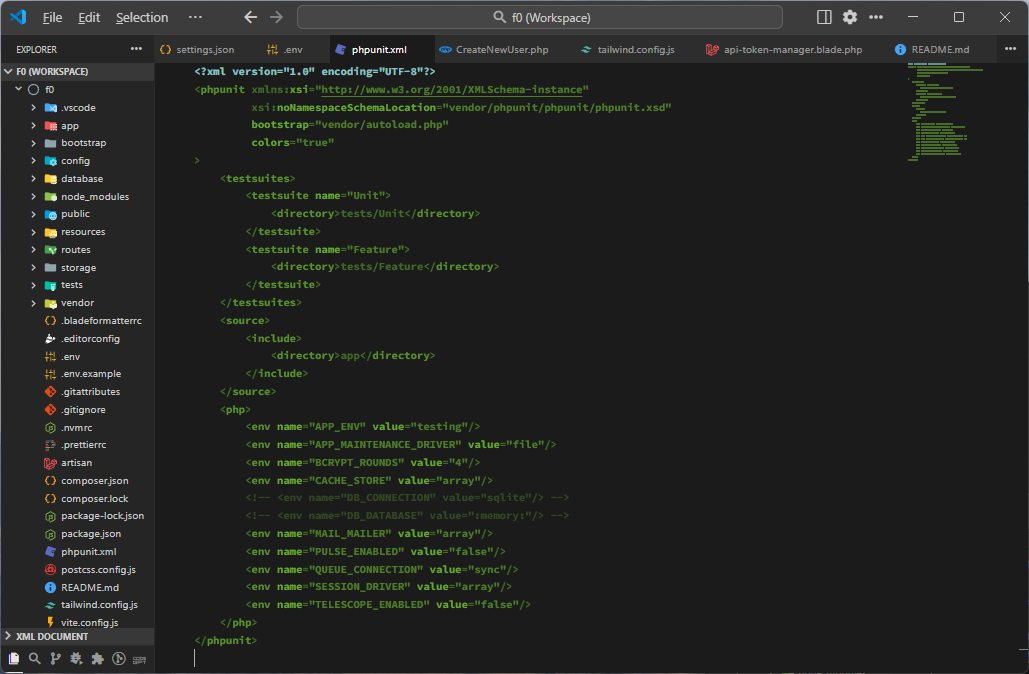 File Edit Selection ··· f0 (Workspace)
EXPLORER
settings.json .env phpunit.xml CreateNewUser.php tailwind.config.js api-token-manager.blade.php README.md
F0 (WORKSPACE)
f0
.vscode
app
bootstrap
config
database
node_modules
public
resources
routes
storage
tests
vendor
.bladeformatterrc
.editorconfig
.env
.env.example
.gitattributes
.gitignore
.nvmrc
.prettierrc
artisan
composer.json
composer.lock
package-lock.json
package.json
phpunit.xml
postcss.config.js
README.md
tailwind.config.js
vite.config.js
XML DOCUMENT
<?xml version="1.0" encoding="UTF-8"?>
<phpunit xmlns:xsi="http://www.w3.org/2001/XMLSchema-instance"
xsi:noNamespaceSchemaLocation="vendor/phpunit/phpunit/phpunit.xsd"
bootstrap="vendor/autoload.php"
colors="true"
>
<testsuites>
<testsuite name="Unit">
<directory>tests/Unit</directory>
</testsuite>
<testsuite name="Feature">
<directory>tests/Feature</directory>
</testsuite>
</testsuites>
<source>
<include>
<directory>app</directory>
</include>
</source>
<php>
<env name="APP_ENV" value="testing"/>
<env name="APP_MAINTENANCE_DRIVER" value="file"/>
<env name="BCRYPT_ROUNDS" value="4"/>
<env name="CACHE_STORE" value="array"/>
<!-- <env name="DB_CONNECTION" value="sqlite"/> -->
<!-- <env name="DB_DATABASE" value=":memory:"/> -->
<env name="MAIL_MAILER" value="array"/>
<env name="PULSE_ENABLED" value="false"/>
<env name="QUEUE_CONNECTION" value="sync"/>
<env name="SESSION_DRIVER" value="array"/>
<env name="TELESCOPE_ENABLED" value="false"/>
</php>
</phpunit>